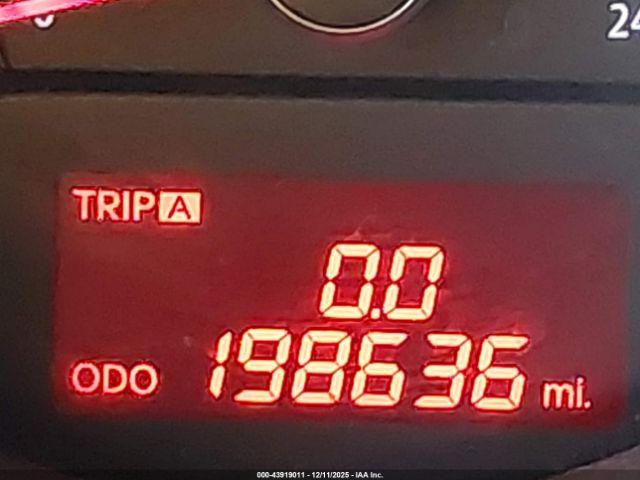 24
TRIP A
0.0
ODO 198636 mi.
000-43919011 - 12/11/2025 - IAA Inc.